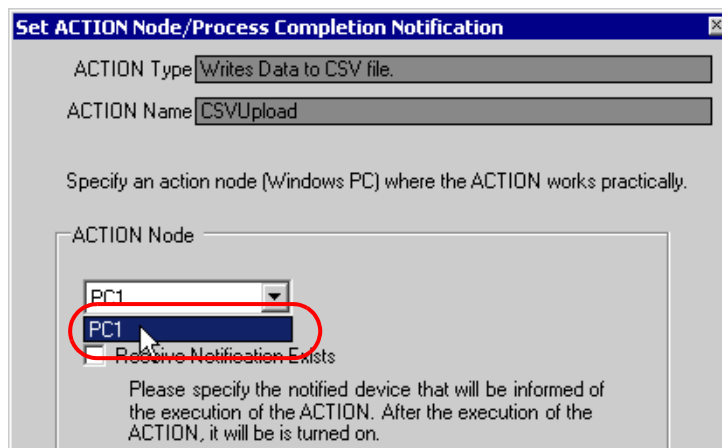 Set ACTION Node/Process Completion Notification
ACTION Type Writes Data to CSV file.
ACTION Name CSVUpload
Specify an action node (Windows PC) where the ACTION works practically.
ACTION Node
PC1
PC1
Receive Notification Exists
Please specify the notified device that will be informed of
the execution of the ACTION. After the execution of the
ACTION, it will be is turned on.